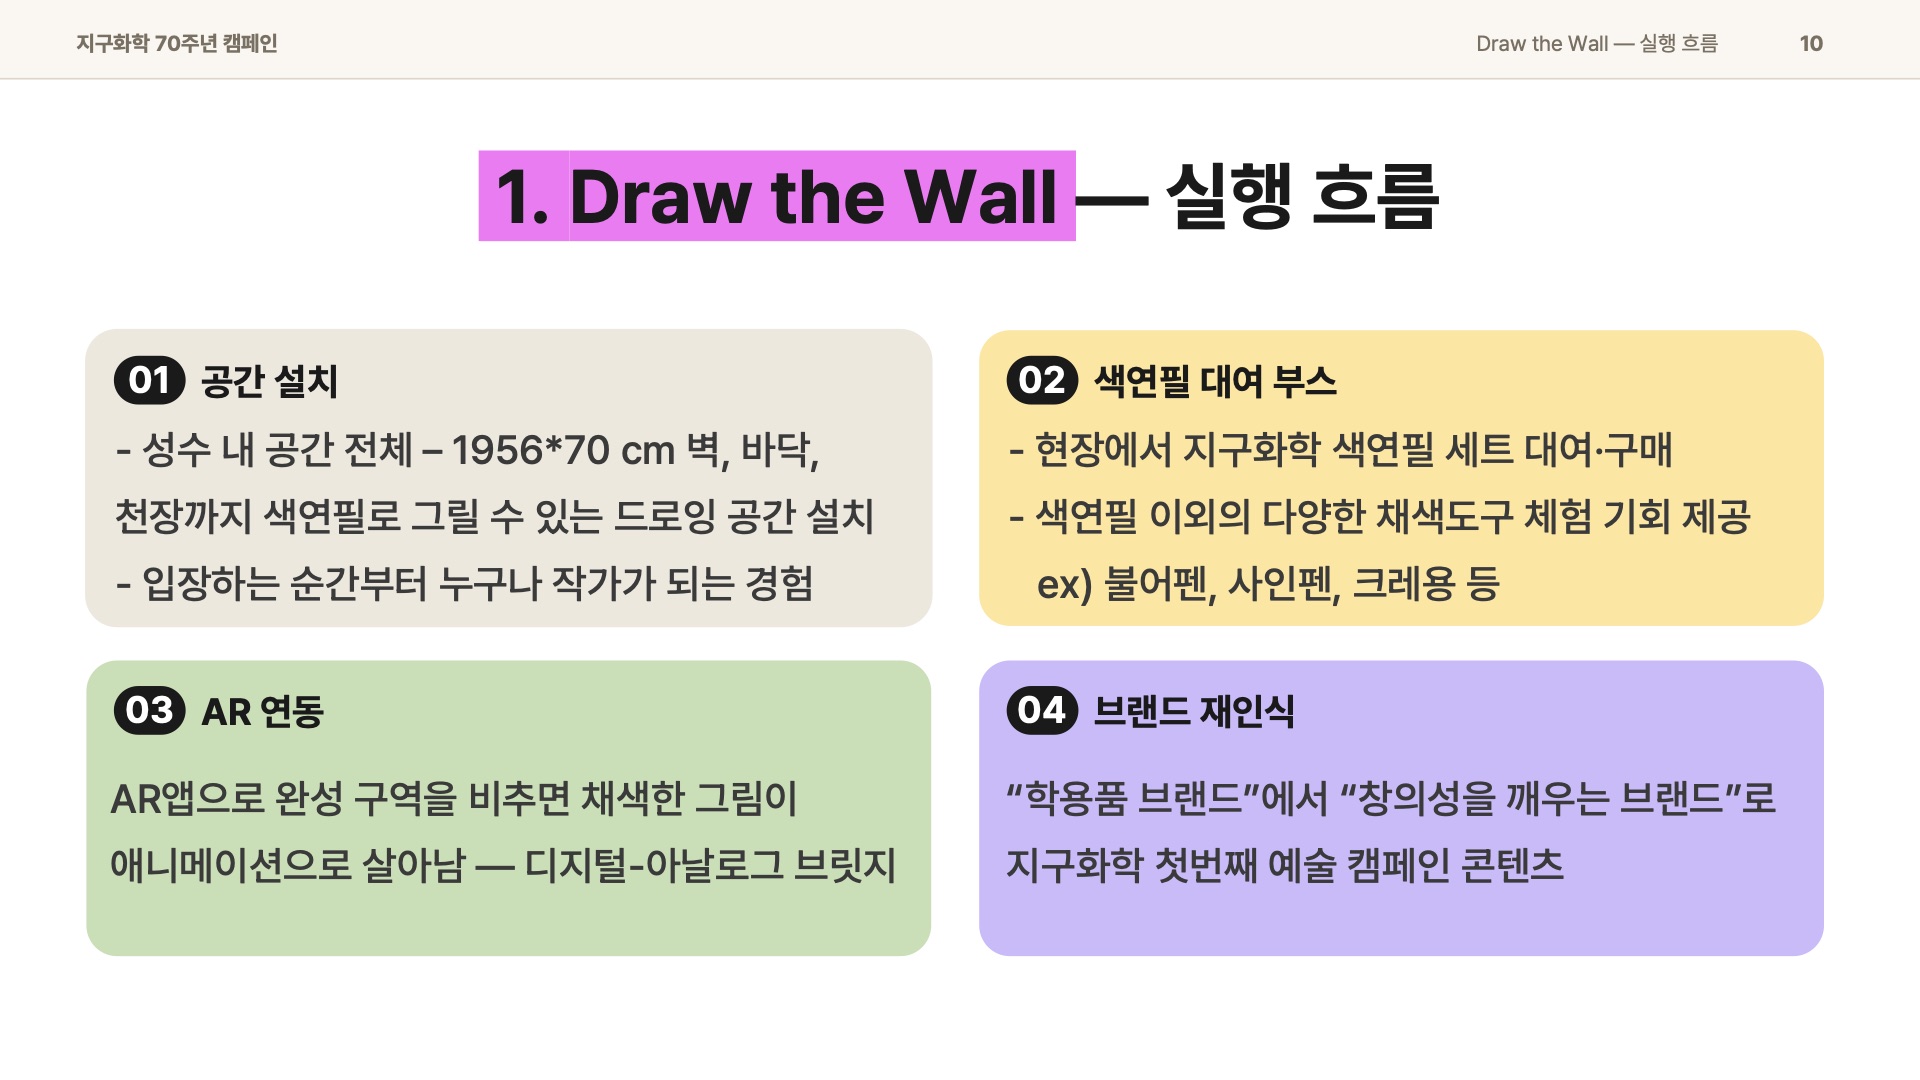 지구화학 70주년 캠페인
Draw the Wall — 실행 흐름
10
1. Draw the Wall — 실행 흐름
01 공간 설치
- 성수 내 공간 전체 – 1956*70 cm 벽, 바닥,
천장까지 색연필로 그릴 수 있는 드로잉 공간 설치
- 입장하는 순간부터 누구나 작가가 되는 경험
02 색연필 대여 부스
- 현장에서 지구화학 색연필 세트 대여·구매
- 색연필 이외의 다양한 채색도구 체험 기회 제공
ex) 불어펜, 사인펜, 크레용 등
03 AR 연동
AR앱으로 완성 구역을 비추면 채색한 그림이
애니메이션으로 살아남 — 디지털-아날로그 브릿지
04 브랜드 재인식
“학용품 브랜드”에서 “창의성을 깨우는 브랜드”로
지구화학 첫번째 예술 캠페인 콘텐츠